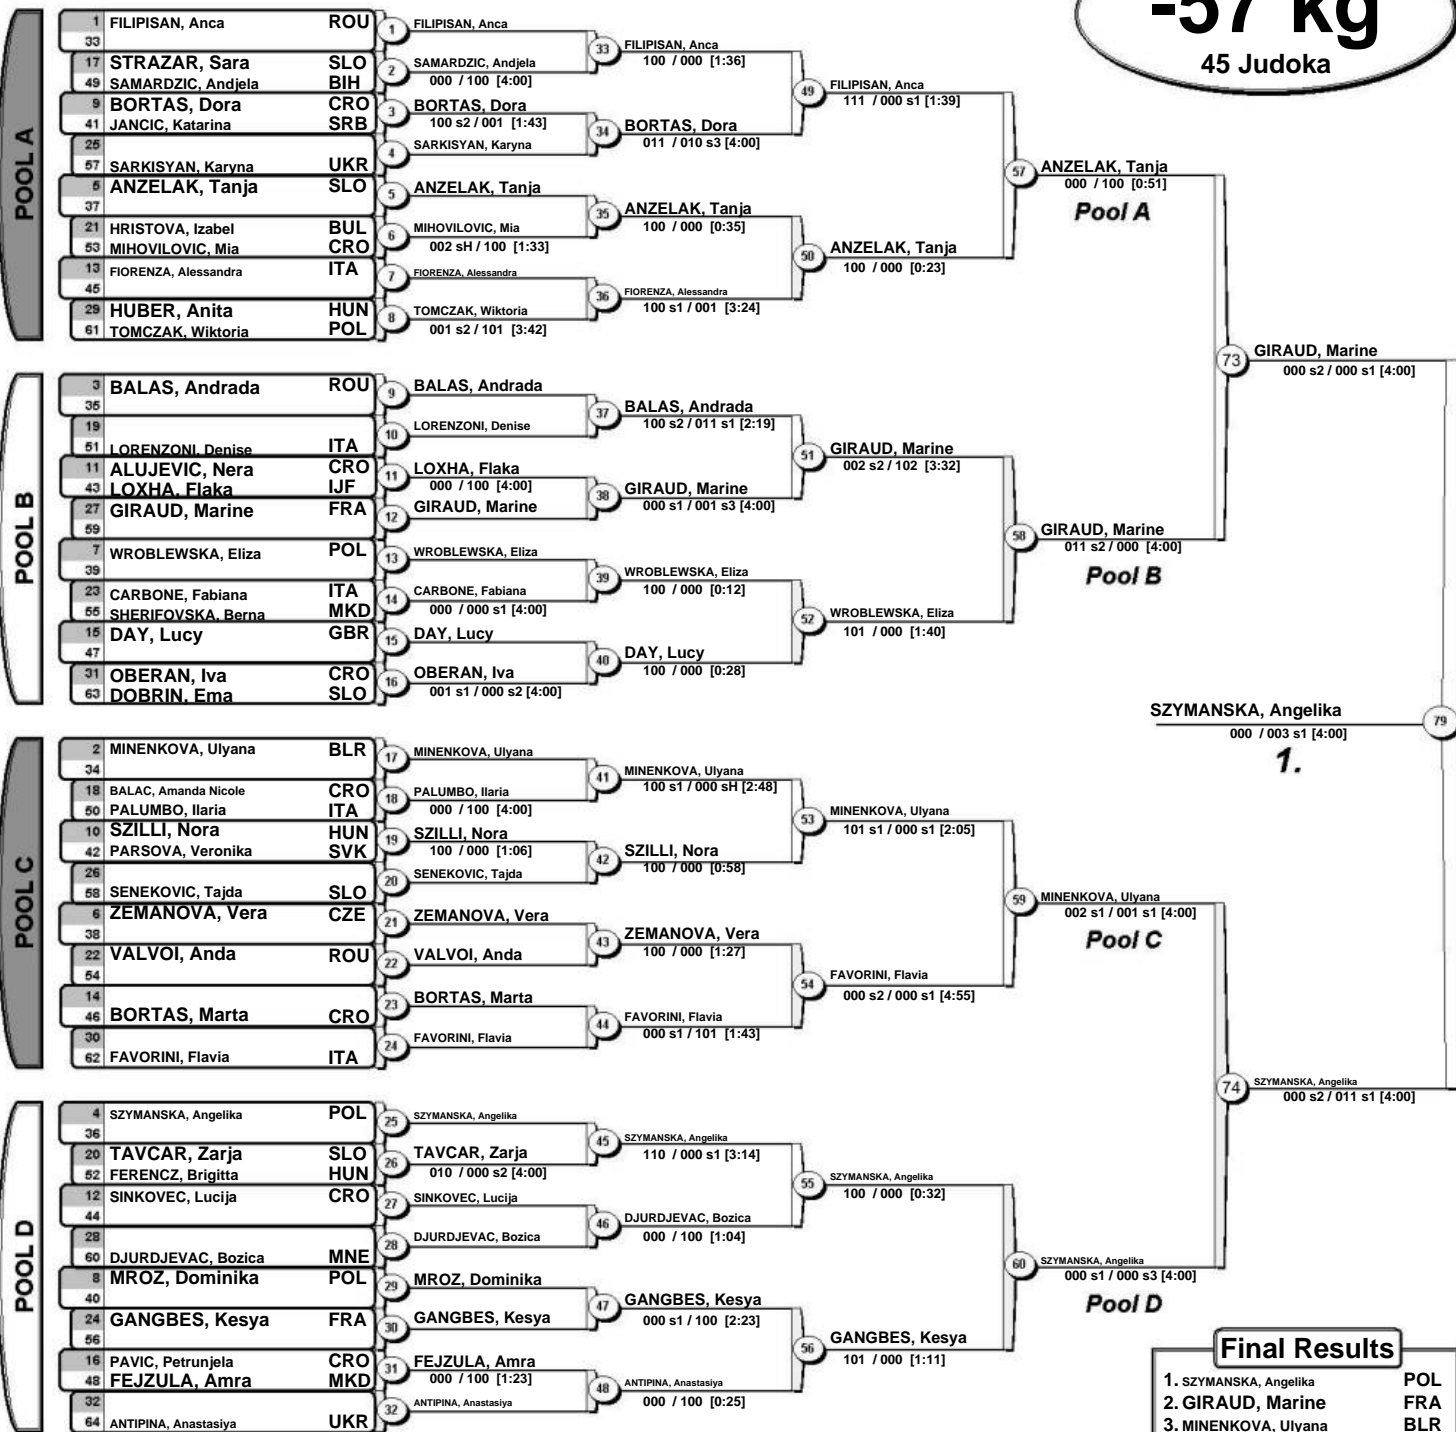 -57 kg
45 Judoka
POOL A
1 FILIPISAN, Anca ROU
33
17 STRAZAR, Sara SLO
49 SAMARDZIC, Andjela BIH
9 BORTAS, Dora CRO
41 JANCIC, Katarina SRB
25
57 SARKISYAN, Karyna UKR
5 ANZELAK, Tanja SLO
37
21 HRISTOVA, Izabel BUL
53 MIHOVILOVIC, Mia CRO
13 FIORENZA, Alessandra ITA
45
29 HUBER, Anita HUN
61 TOMCZAK, Wiktoria POL
1 FILIPISAN, Anca
2 SAMARDZIC, Andjela
000 / 100 [4:00]
3 BORTAS, Dora
100 s2 / 001 [1:43]
4 SARKISYAN, Karyna
5 ANZELAK, Tanja
6 MIHOVILOVIC, Mia
002 sH / 100 [1:33]
7 FIORENZA, Alessandra
8 TOMCZAK, Wiktoria
001 s2 / 101 [3:42]
33 FILIPISAN, Anca
100 / 000 [1:36]
34 BORTAS, Dora
011 / 010 s3 [4:00]
35 ANZELAK, Tanja
100 / 000 [0:35]
36 FIORENZA, Alessandra
100 s1 / 001 [3:24]
49 FILIPISAN, Anca
111 / 000 s1 [1:39]
50 ANZELAK, Tanja
100 / 000 [0:23]
57 ANZELAK, Tanja
000 / 100 [0:51]
Pool A
POOL B
3 BALAS, Andrada ROU
35
19
51 LORENZONI, Denise ITA
11 ALUJEVIC, Nera CRO
43 LOXHA, Flaka IJF
27 GIRAUD, Marine FRA
59
7 WROBLEWSKA, Eliza POL
39
23 CARBONE, Fabiana ITA
55 SHERIFOVSKA, Berna MKD
15 DAY, Lucy GBR
47
31 OBERAN, Iva CRO
63 DOBRIN, Ema SLO
9 BALAS, Andrada
10 LORENZONI, Denise
11 LOXHA, Flaka
000 / 100 [4:00]
12 GIRAUD, Marine
13 WROBLEWSKA, Eliza
14 CARBONE, Fabiana
000 / 000 s1 [4:00]
15 DAY, Lucy
16 OBERAN, Iva
001 s1 / 000 s2 [4:00]
37 BALAS, Andrada
100 s2 / 011 s1 [2:19]
38 GIRAUD, Marine
000 s1 / 001 s3 [4:00]
39 WROBLEWSKA, Eliza
100 / 000 [0:12]
40 DAY, Lucy
100 / 000 [0:28]
51 GIRAUD, Marine
002 s2 / 102 [3:32]
52 WROBLEWSKA, Eliza
101 / 000 [1:40]
58 GIRAUD, Marine
011 s2 / 000 [4:00]
Pool B
73 GIRAUD, Marine
000 s2 / 000 s1 [4:00]
SZYMANSKA, Angelika
79
000 / 003 s1 [4:00]
1.
POOL C
2 MINENKOVA, Ulyana BLR
34
18 BALAC, Amanda Nicole CRO
50 PALUMBO, Ilaria ITA
10 SZILLI, Nora HUN
42 PARSOVA, Veronika SVK
26
58 SENEKOVIC, Tajda SLO
6 ZEMANOVA, Vera CZE
38
22 VALVOI, Anda ROU
54
14
46 BORTAS, Marta CRO
30
62 FAVORINI, Flavia ITA
17 MINENKOVA, Ulyana
18 PALUMBO, Ilaria
000 / 100 [4:00]
19 SZILLI, Nora
100 / 000 [1:06]
20 SENEKOVIC, Tajda
21 ZEMANOVA, Vera
22 VALVOI, Anda
23 BORTAS, Marta
24 FAVORINI, Flavia
41 MINENKOVA, Ulyana
100 s1 / 000 sH [2:48]
42 SZILLI, Nora
100 / 000 [0:58]
43 ZEMANOVA, Vera
100 / 000 [1:27]
44 FAVORINI, Flavia
000 s1 / 101 [1:43]
53 MINENKOVA, Ulyana
101 s1 / 000 s1 [2:05]
54 FAVORINI, Flavia
000 s2 / 000 s1 [4:55]
59 MINENKOVA, Ulyana
002 s1 / 001 s1 [4:00]
Pool C
74 SZYMANSKA, Angelika
000 s2 / 011 s1 [4:00]
POOL D
4 SZYMANSKA, Angelika POL
36
20 TAVCAR, Zarja SLO
52 FERENCZ, Brigitta HUN
12 SINKOVEC, Lucija CRO
44
28
60 DJURDJEVAC, Bozica MNE
8 MROZ, Dominika POL
40
24 GANGBES, Kesya FRA
56
16 PAVIC, Petrunjela CRO
48 FEJZULA, Amra MKD
32
64 ANTIPINA, Anastasiya UKR
25 SZYMANSKA, Angelika
26 TAVCAR, Zarja
010 / 000 s2 [4:00]
27 SINKOVEC, Lucija
28 DJURDJEVAC, Bozica
29 MROZ, Dominika
30 GANGBES, Kesya
31 FEJZULA, Amra
000 / 100 [1:23]
32 ANTIPINA, Anastasiya
45 SZYMANSKA, Angelika
110 / 000 s1 [3:14]
46 DJURDJEVAC, Bozica
000 / 100 [1:04]
47 GANGBES, Kesya
000 s1 / 100 [2:23]
48 ANTIPINA, Anastasiya
000 / 100 [0:25]
55 SZYMANSKA, Angelika
100 / 000 [0:32]
56 GANGBES, Kesya
101 / 000 [1:11]
60 SZYMANSKA, Angelika
000 s1 / 000 s3 [4:00]
Pool D
Final Results
1. SZYMANSKA, Angelika POL
2. GIRAUD, Marine FRA
3. MINENKOVA, Ulyana BLR